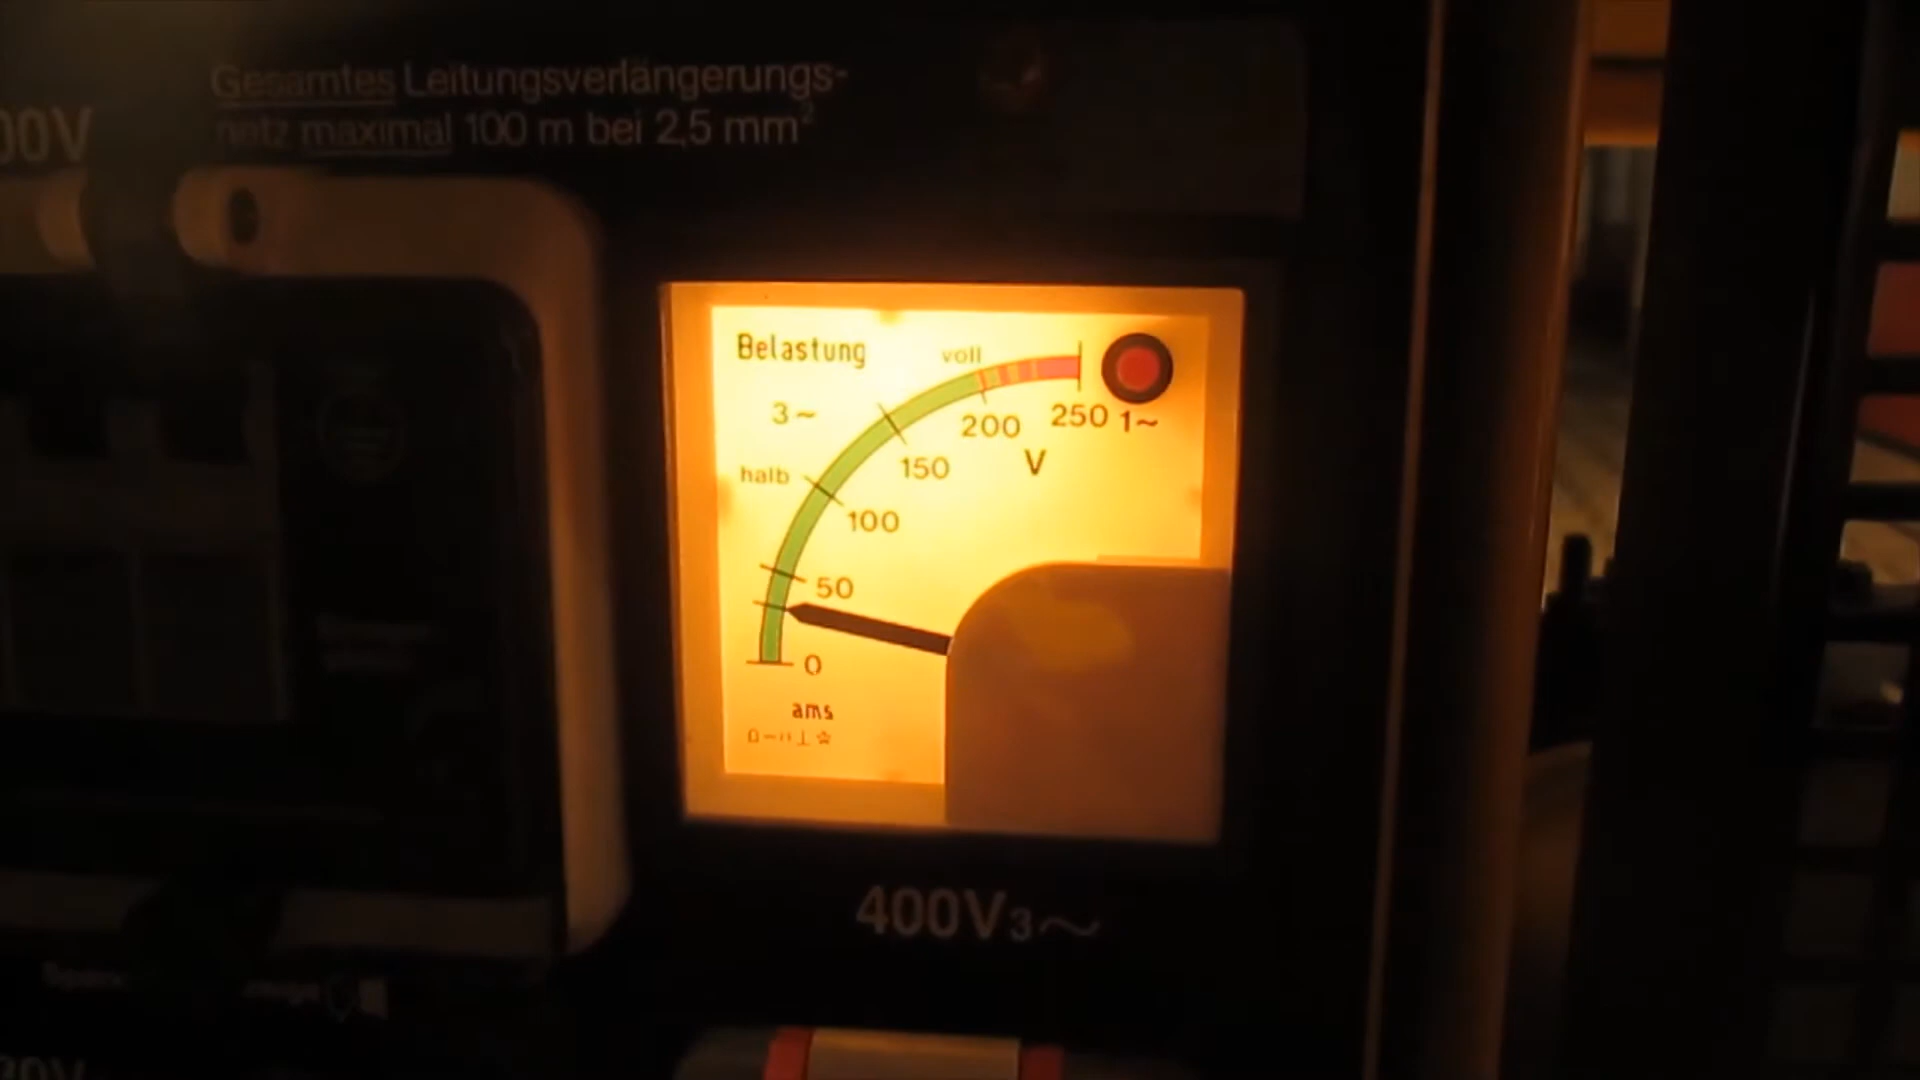 Gesamtes Leitungsverlängerungs-
netz maximal 100 m bei 2,5 mm²
00V
Belastung
voll
3~
250 1~
200
V
150
halb
100
50
0
ams
400V3~